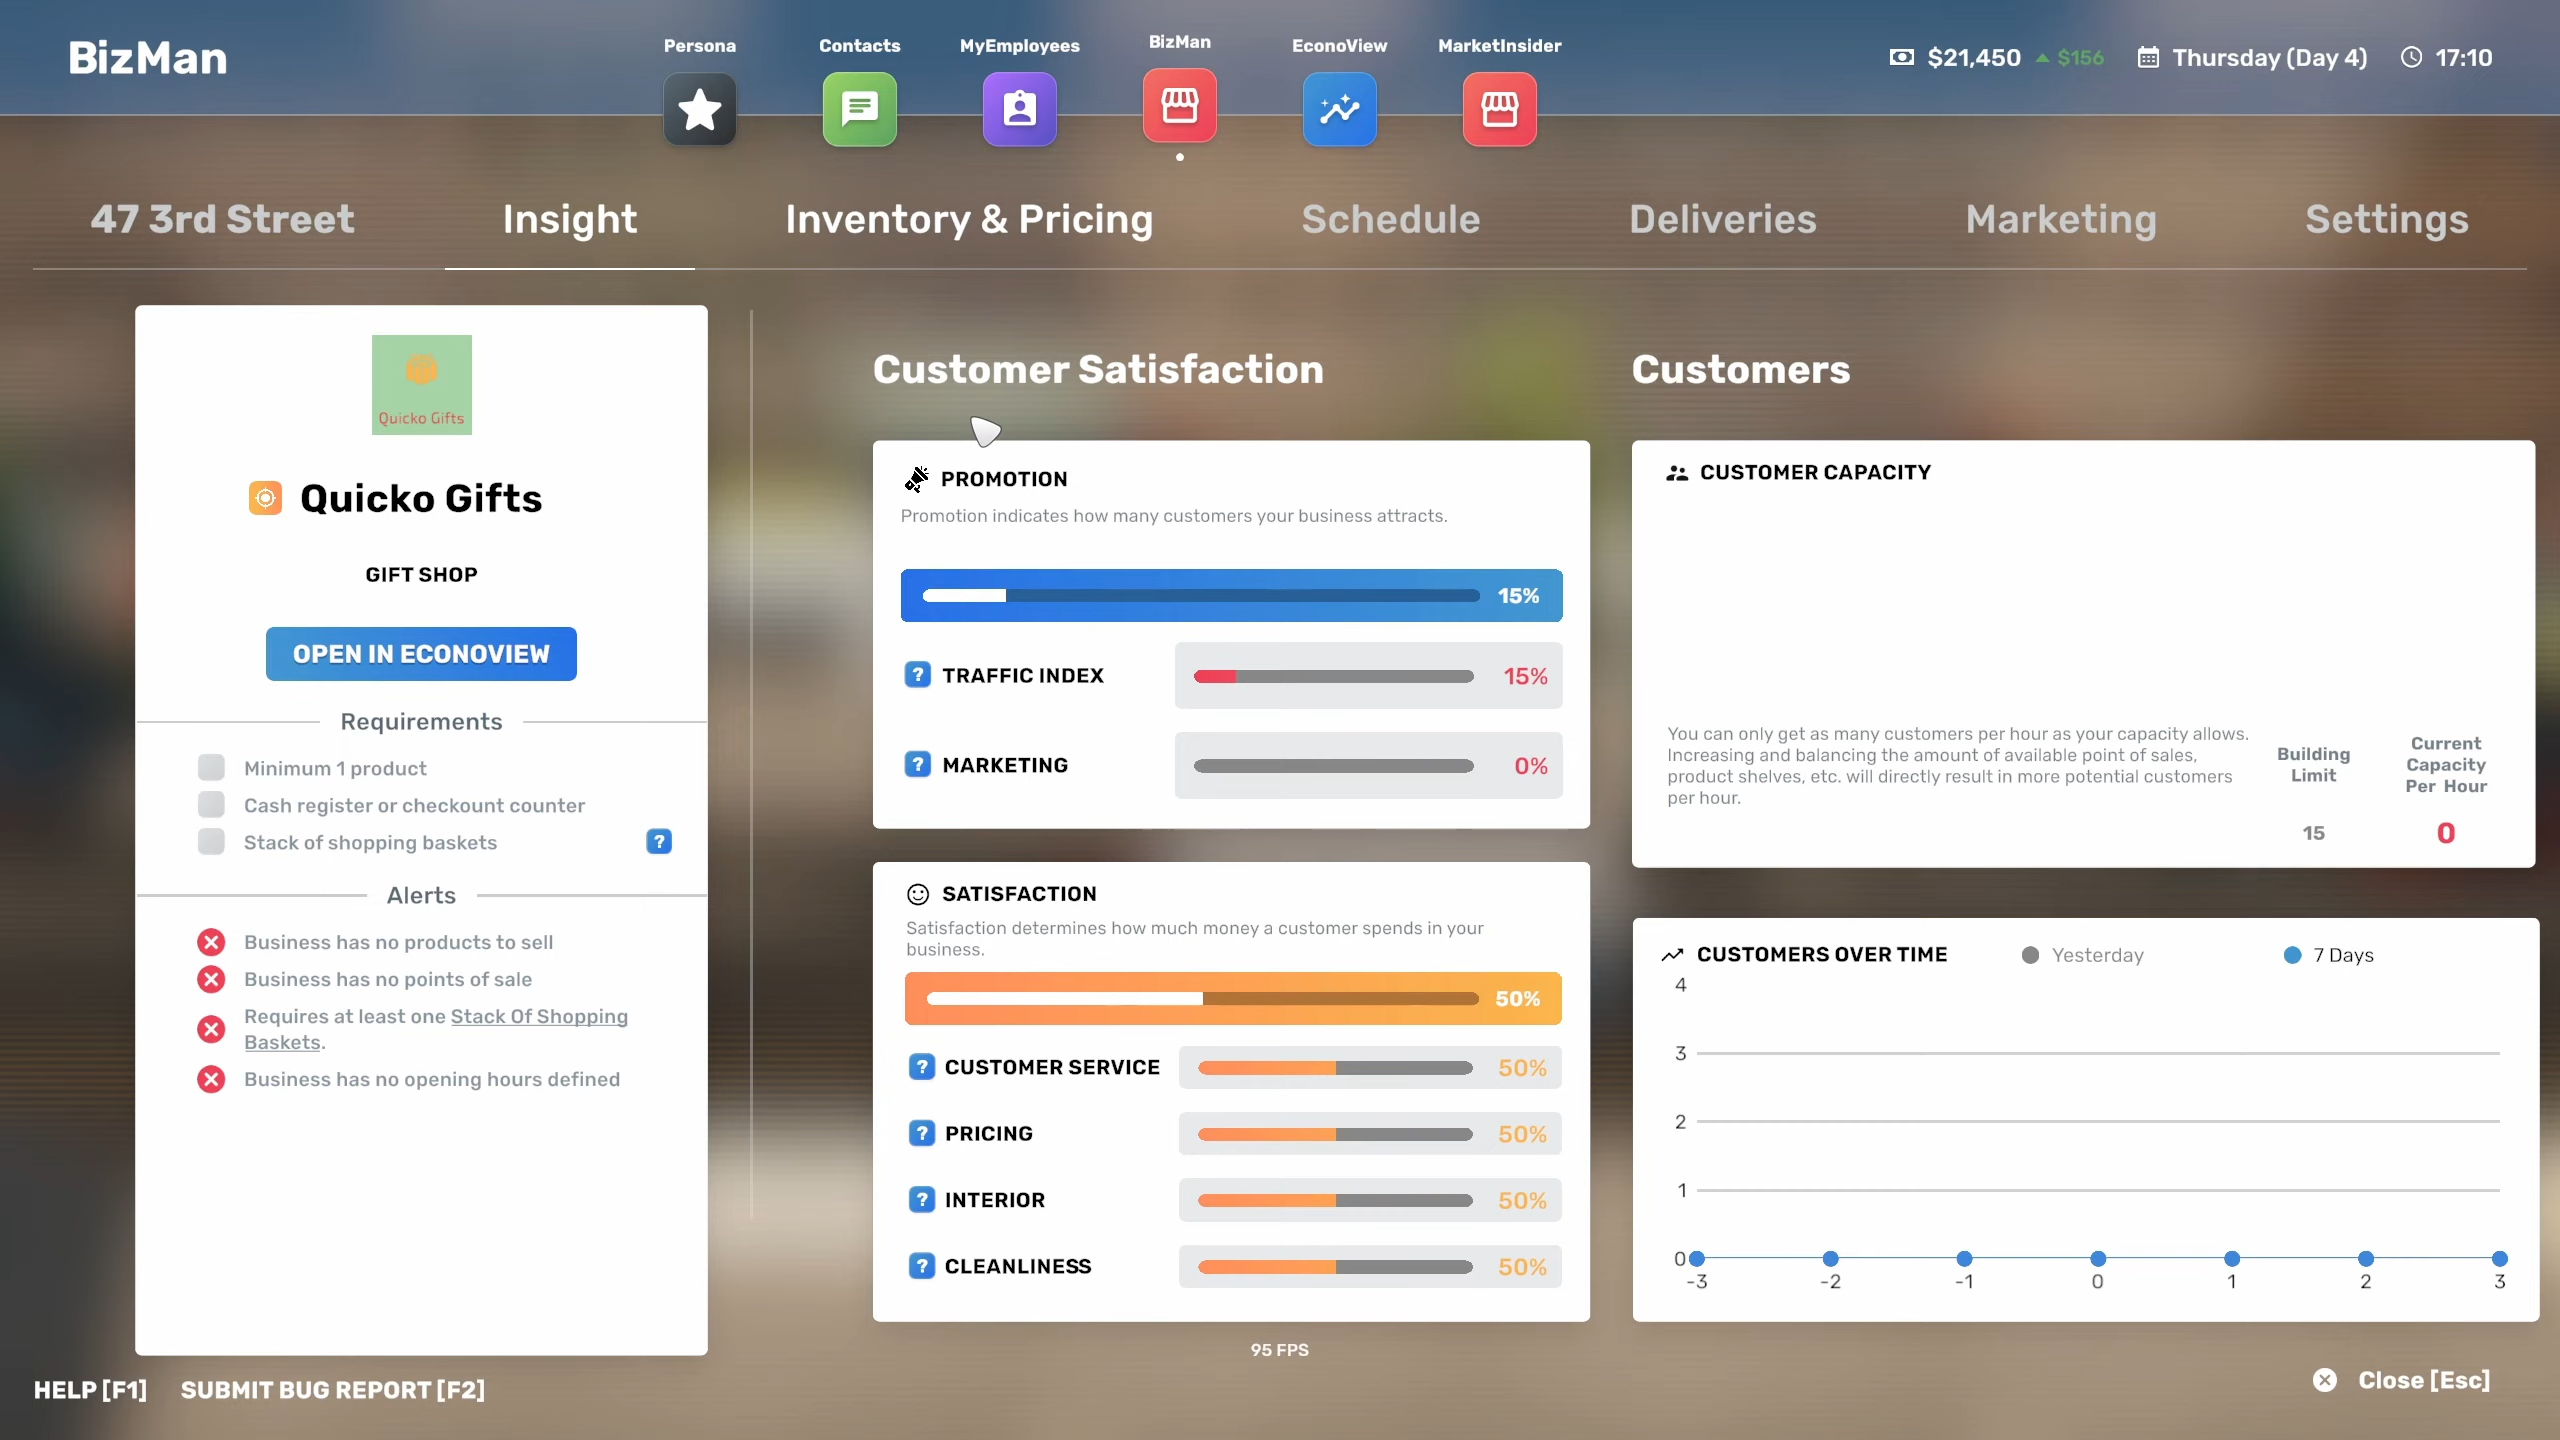 BizMan
Persona
Contacts
MyEmployees
BizMan
EconoView
MarketInsider
$21,450
$156
Thursday (Day 4)
17:10
47 3rd Street
Insight
Inventory & Pricing
Schedule
Deliveries
Marketing
Settings
Quicko Gifts
Quicko Gifts
GIFT SHOP
OPEN IN ECONOVIEW
Requirements
Minimum 1 product
Cash register or checkount counter
Stack of shopping baskets
?
Alerts
Business has no products to sell
Business has no points of sale
Requires at least one Stack Of Shopping
Baskets.
Business has no opening hours defined
Customer Satisfaction
PROMOTION
Promotion indicates how many customers your business attracts.
15%
? TRAFFIC INDEX 15%
? MARKETING 0%
SATISFACTION
Satisfaction determines how much money a customer spends in your
business.
50%
? CUSTOMER SERVICE 50%
? PRICING 50%
? INTERIOR 50%
? CLEANLINESS 50%
Customers
CUSTOMER CAPACITY
You can only get as many customers per hour as your capacity allows.
Increasing and balancing the amount of available point of sales,
product shelves, etc. will directly result in more potential customers
per hour.
Building
Limit
15
Current
Capacity
Per Hour
0
CUSTOMERS OVER TIME
Yesterday
7 Days
4
3
2
1
0
-3 -2 -1 0 1 2 3
95 FPS
HELP [F1]
SUBMIT BUG REPORT [F2]
Close [Esc]